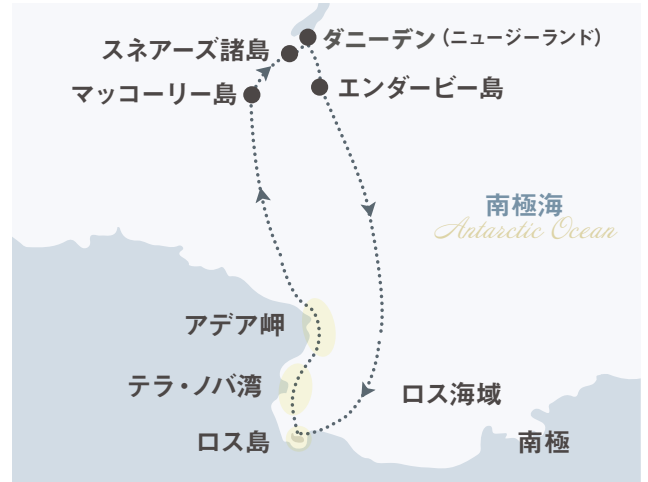 ダニーデン(ニュージーランド)
スネアーズ諸島
マッコーリー島
エンダービー島
南極海
Antarctic Ocean
アデア岬
テラ・ノバ湾
ロス海域
ロス島
南極